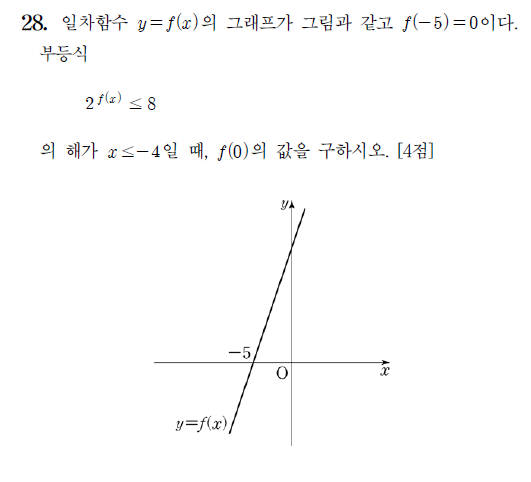 28. 일차함수 y=f(x)의 그래프가 그림과 같고 f(−5)=0이다.
부등식
2^{f(x)} ≤ 8
의 해가 x≤−4일 때, f(0)의 값을 구하시오. [4점]
y
−5
O
x
y=f(x)